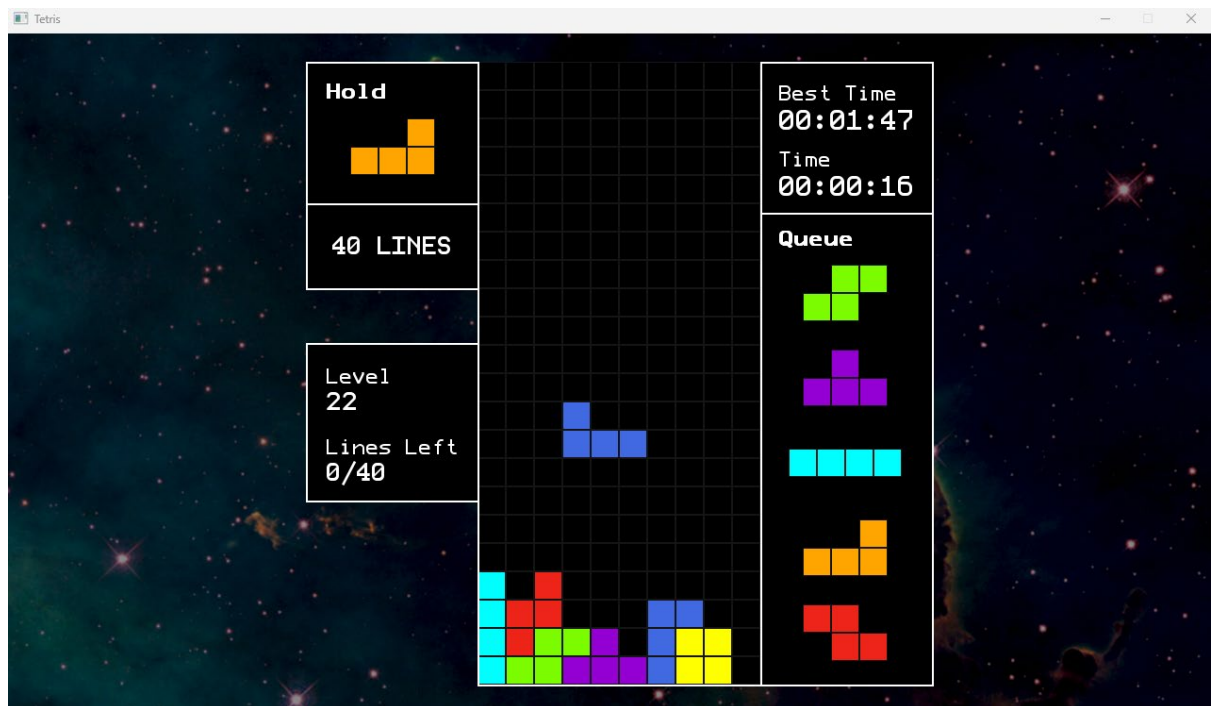 Tetris
Hold
40 LINES
Level
22
Lines Left
0/40
Best Time
00:01:47
Time
00:00:16
Queue